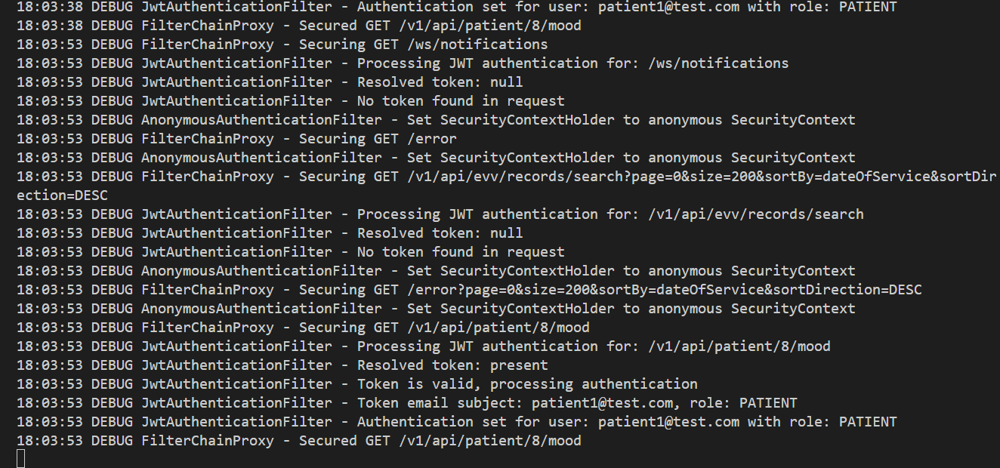 18:03:38 DEBUG JwtAuthenticationFilter - Authentication set for user: patient1@test.com with role: PATIENT
18:03:38 DEBUG FilterChainProxy - Secured GET /v1/api/patient/8/mood
18:03:53 DEBUG FilterChainProxy - Securing GET /ws/notifications
18:03:53 DEBUG JwtAuthenticationFilter - Processing JWT authentication for: /ws/notifications
18:03:53 DEBUG JwtAuthenticationFilter - Resolved token: null
18:03:53 DEBUG JwtAuthenticationFilter - No token found in request
18:03:53 DEBUG AnonymousAuthenticationFilter - Set SecurityContextHolder to anonymous SecurityContext
18:03:53 DEBUG FilterChainProxy - Securing GET /error
18:03:53 DEBUG AnonymousAuthenticationFilter - Set SecurityContextHolder to anonymous SecurityContext
18:03:53 DEBUG FilterChainProxy - Securing GET /v1/api/evv/records/search?page=0&size=200&sortBy=dateOfService&sortDir
ection=DESC
18:03:53 DEBUG JwtAuthenticationFilter - Processing JWT authentication for: /v1/api/evv/records/search
18:03:53 DEBUG JwtAuthenticationFilter - Resolved token: null
18:03:53 DEBUG JwtAuthenticationFilter - No token found in request
18:03:53 DEBUG AnonymousAuthenticationFilter - Set SecurityContextHolder to anonymous SecurityContext
18:03:53 DEBUG FilterChainProxy - Securing GET /error?page=0&size=200&sortBy=dateOfService&sortDirection=DESC
18:03:53 DEBUG AnonymousAuthenticationFilter - Set SecurityContextHolder to anonymous SecurityContext
18:03:53 DEBUG FilterChainProxy - Securing GET /v1/api/patient/8/mood
18:03:53 DEBUG JwtAuthenticationFilter - Processing JWT authentication for: /v1/api/patient/8/mood
18:03:53 DEBUG JwtAuthenticationFilter - Resolved token: present
18:03:53 DEBUG JwtAuthenticationFilter - Token is valid, processing authentication
18:03:53 DEBUG JwtAuthenticationFilter - Token email subject: patient1@test.com, role: PATIENT
18:03:53 DEBUG JwtAuthenticationFilter - Authentication set for user: patient1@test.com with role: PATIENT
18:03:53 DEBUG FilterChainProxy - Secured GET /v1/api/patient/8/mood